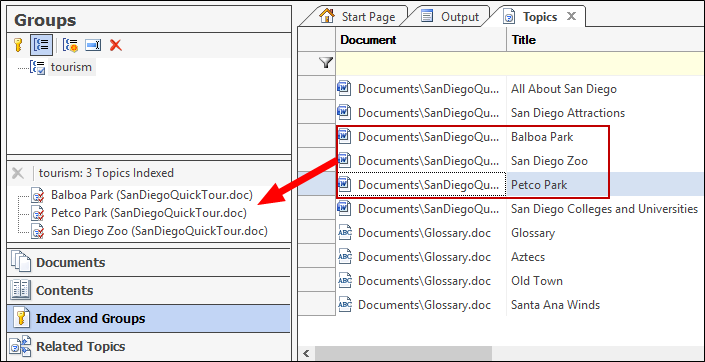 Groups
tourism
tourism: 3 Topics Indexed
Balboa Park (SanDiegoQuickTour.doc)
Petco Park (SanDiegoQuickTour.doc)
San Diego Zoo (SanDiegoQuickTour.doc)
Documents
Contents
Index and Groups
Related Topics
Start Page Output Topics X
Document Title
Documents\SanDiegoQu... All About San Diego
Documents\SanDiegoQu... San Diego Attractions
Documents\SanDiegoQu... Balboa Park
Documents\SanDiegoQu... San Diego Zoo
Documents\SanDiegoQu... Petco Park
Documents\SanDiegoQu... San Diego Colleges and Universities
ABC Documents\Glossary.doc Glossary
ABC Documents\Glossary.doc Aztecs
ABC Documents\Glossary.doc Old Town
ABC Documents\Glossary.doc Santa Ana Winds